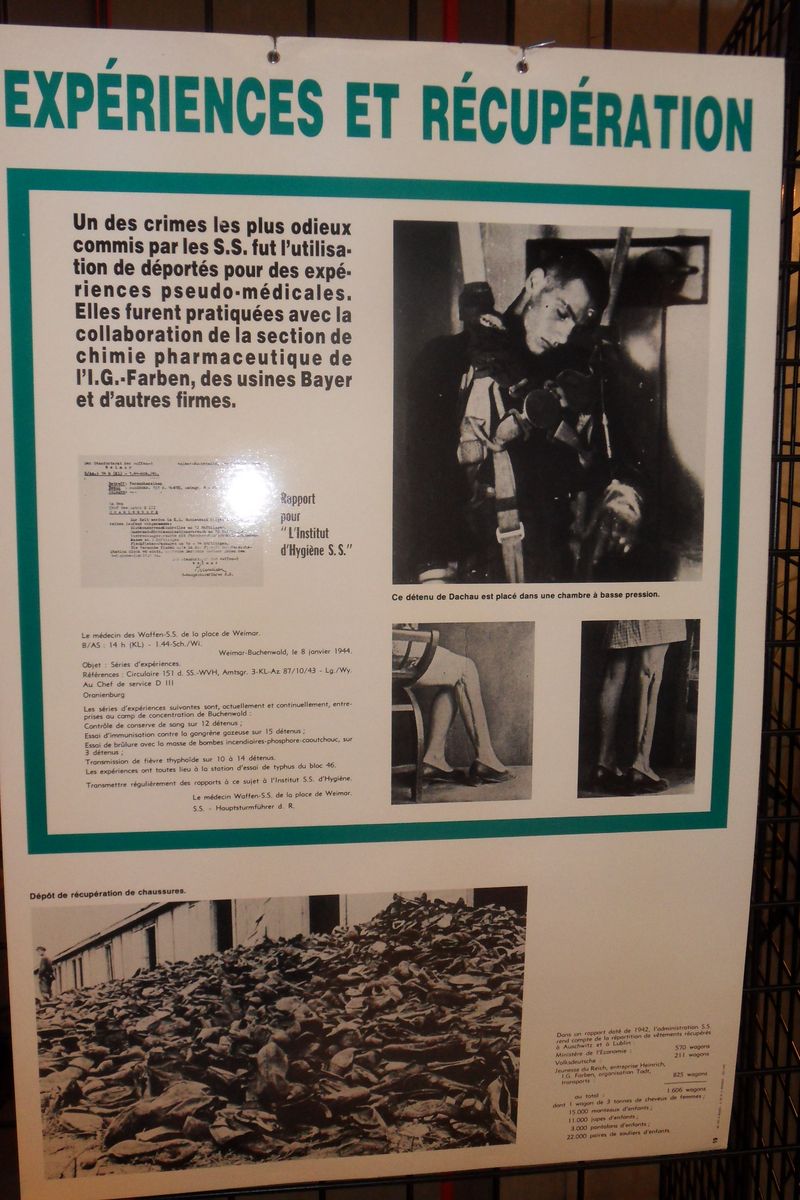 EXPÉRIENCES ET RÉCUPÉRATION
Un des crimes les plus odieux
commis par les S.S. fut l'utilisa-
tion de déportés pour des expé-
riences pseudo-médicales.
Elles furent pratiquées avec la
collaboration de la section de
chimie pharmaceutique de
l'I.G.-Farben, des usines Bayer
et d'autres firmes.
Rapport
pour
"L'Institut
d'Hygiène S.S."
Ce détenu de Dachau est placé dans une chambre à basse pression.
Le médecin des Waffen-S.S. de la place de Weimar.
B/AS : 14 h (KL) - 1.44-Sch./Wi.
Weimar-Buchenwald, le 8 janvier 1944.
Objet : Séries d'expériences.
Références : Circulaire 151 d. SS.-WVH, Amtsgr. 3-KL-Az 87/10/43 - Lg./Wy.
Au Chef de service D III
Oranienburg
Les séries d'expériences suivantes sont, actuellement et continuellement, entre-
prises au camp de concentration de Buchenwald :
Contrôle de conserve de sang sur 12 détenus ;
Essai d'immunisation contre la gangrène gazeuse sur 15 détenus ;
Essai de brûlure avec la masse de bombes incendiaires-phosphore-caoutchouc, sur
3 détenus ;
Transmission de fièvre thyphoïde sur 10 à 14 détenus.
Les expériences ont toutes lieu à la station d'essai de typhus du bloc 46.
Transmettre régulièrement des rapports à ce sujet à l'Institut S.S. d'Hygiène.
Le médecin Waffen-S.S. de la place de Weimar.
S.S. - Hauptsturmführer d. R.
Dépôt de récupération de chaussures.
Dans un rapport daté de 1942, l'administration S.S.
rend compte de la répartition de vêtements récupérés
à Auschwitz et à Lublin :
Ministère de l'Economie : 570 wagons
Volksdeutsche : 211 wagons
Jeunesse du Reich, entreprise Heinrich,
I.G. Farben, organisation Todt,
transports : 825 wagons
au total : 1.606 wagons
dont 1 wagon de 3 tonnes de cheveux de femmes ;
15.000 manteaux d'enfants ;
11.000 jupes d'enfants ;
3.000 pantalons d'enfants ;
22.000 paires de souliers d'enfants.
19